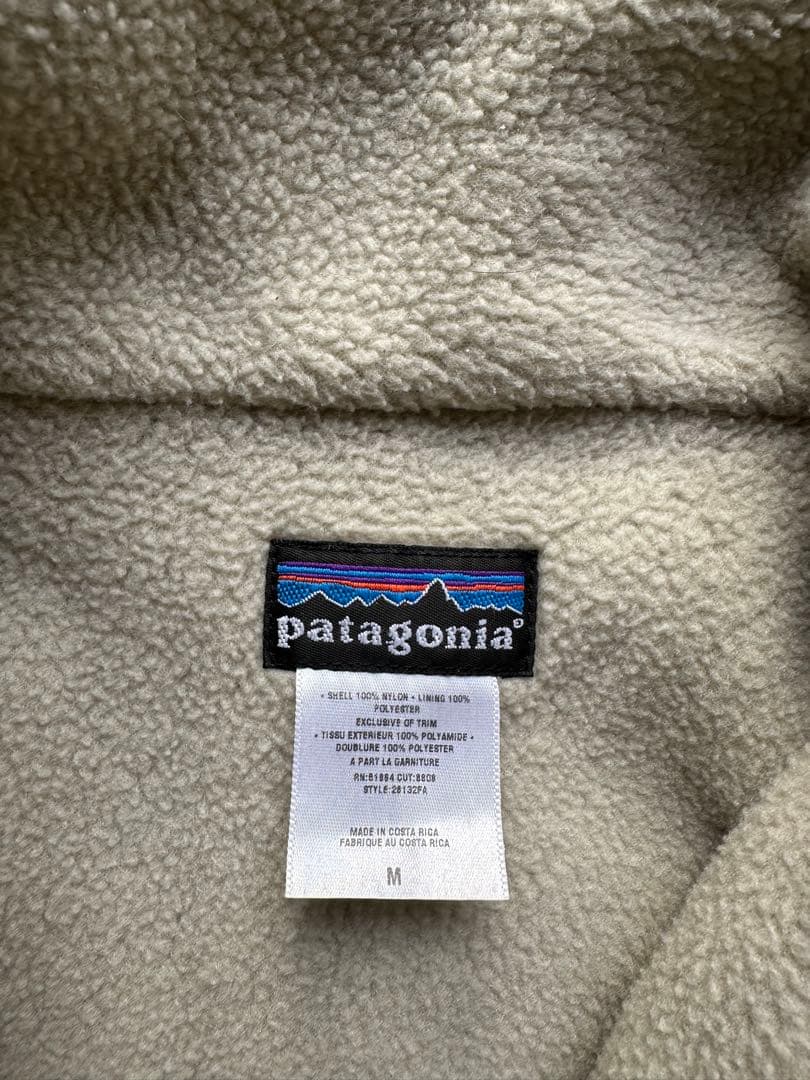 patagonia
• SHELL 100% NYLON • LINING 100%
POLYESTER
EXCLUSIVE OF TRIM
• TISSU EXTERIEUR 100% POLYAMIDE •
DOUBLURE 100% POLYESTER
A PART LA GARNITURE
RN:51884 CUT:8808
STYLE:28132FA
MADE IN COSTA RICA
FABRIQUE AU COSTA RICA
M